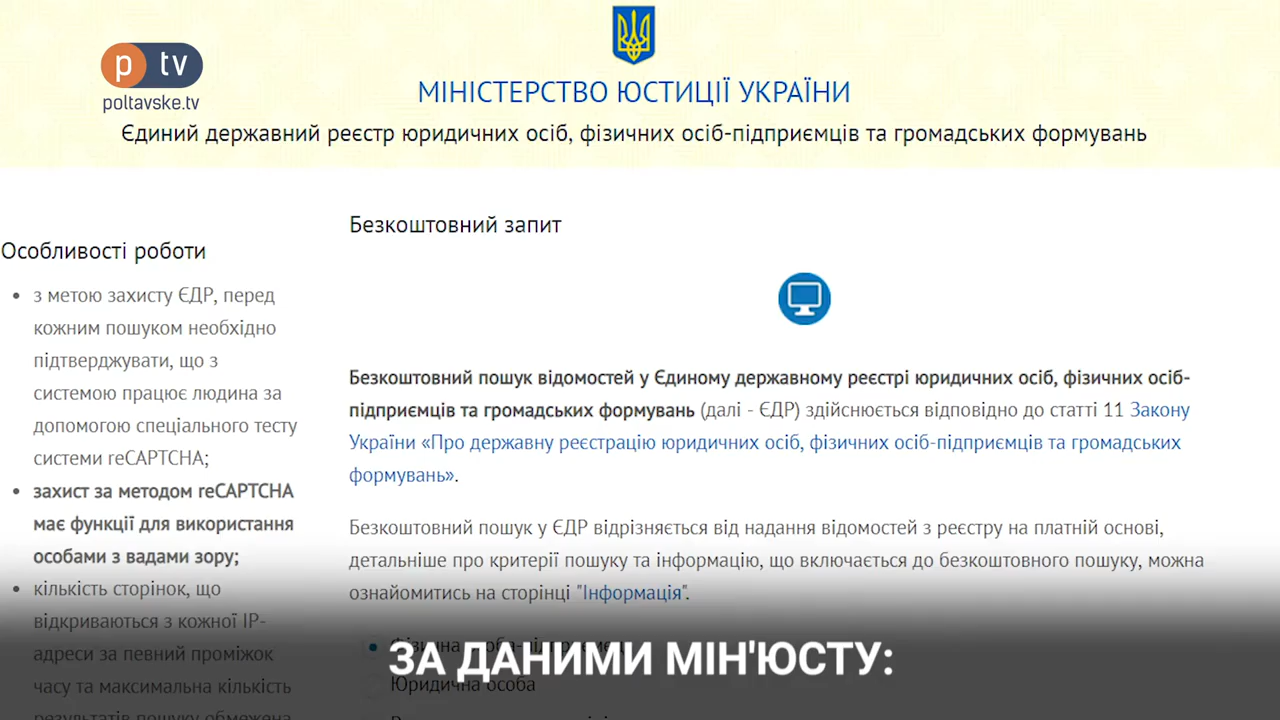 p tv
poltavske.tv
МІНІСТЕРСТВО ЮСТИЦІЇ УКРАЇНИ
Єдиний державний реєстр юридичних осіб, фізичних осіб-підприємців та громадських формувань
Особливості роботи
• з метою захисту ЄДР, перед
кожним пошуком необхідно
підтверджувати, що з
системою працює людина за
допомогою спеціального тесту
системи reCAPTCHA;
• захист за методом reCAPTCHA
має функції для використання
особами з вадами зору;
• кількість сторінок, що
відкриваються з кожної IP-
адреси за певний проміжок
часу та максимальна кількість
результатів пошуку обмежена
Безкоштовний запит
Безкоштовний пошук відомостей у Єдиному державному реєстрі юридичних осіб, фізичних осіб-
підприємців та громадських формувань (далі - ЄДР) здійснюється відповідно до статті 11 Закону
України «Про державну реєстрацію юридичних осіб, фізичних осіб-підприємців та громадських
формувань».
Безкоштовний пошук у ЄДР відрізняється від надання відомостей з реєстру на платній основі,
детальніше про критерії пошуку та інформацію, що включається до безкоштовного пошуку, можна
ознайомитись на сторінці "Інформація".
Юридична особа
ЗА ДАНИМИ МІН'ЮСТУ: